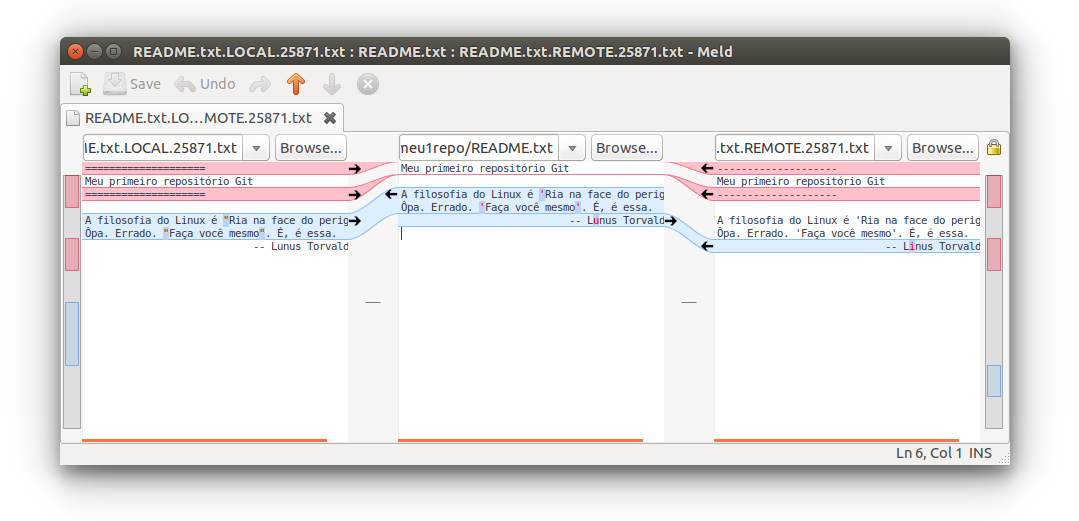 README.txt.LOCAL.25871.txt : README.txt : README.txt.REMOTE.25871.txt - Meld
Save Undo
README.txt.LO...MOTE.25871.txt
E.txt.LOCAL.25871.txt Browse...
neu1repo/README.txt Browse...
.txt.REMOTE.25871.txt Browse...
====================
Meu primeiro repositório Git
====================
A filosofia do Linux é "Ria na face do perig
Ôpa. Errado. "Faça você mesmo". É, é essa.
-- Lunus Torvald
Meu primeiro repositório Git
A filosofia do Linux é 'Ria na face do perig
Ôpa. Errado. 'Faça você mesmo'. É, é essa.
-- Lunus Torvald
--------------------
Meu primeiro repositório Git
--------------------
A filosofia do Linux é 'Ria na face do perig
Ôpa. Errado. 'Faça você mesmo'. É, é essa.
-- Linus Torvald
Ln 6, Col 1 INS